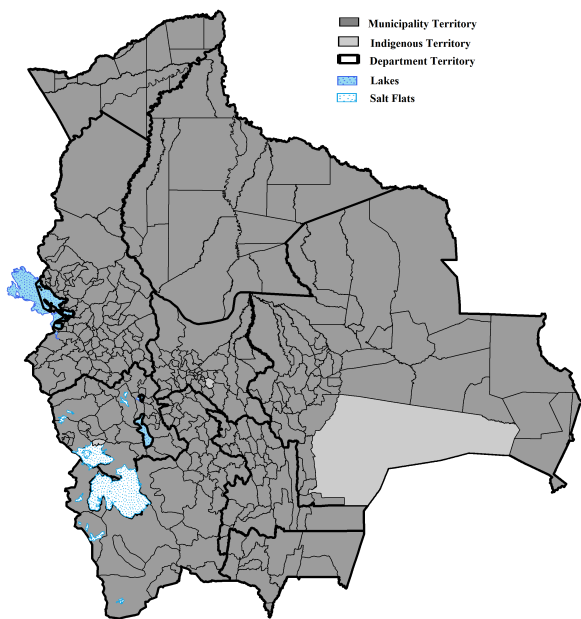 Municipality Territory
Indigenous Territory
Department Territory
Lakes
Salt Flats